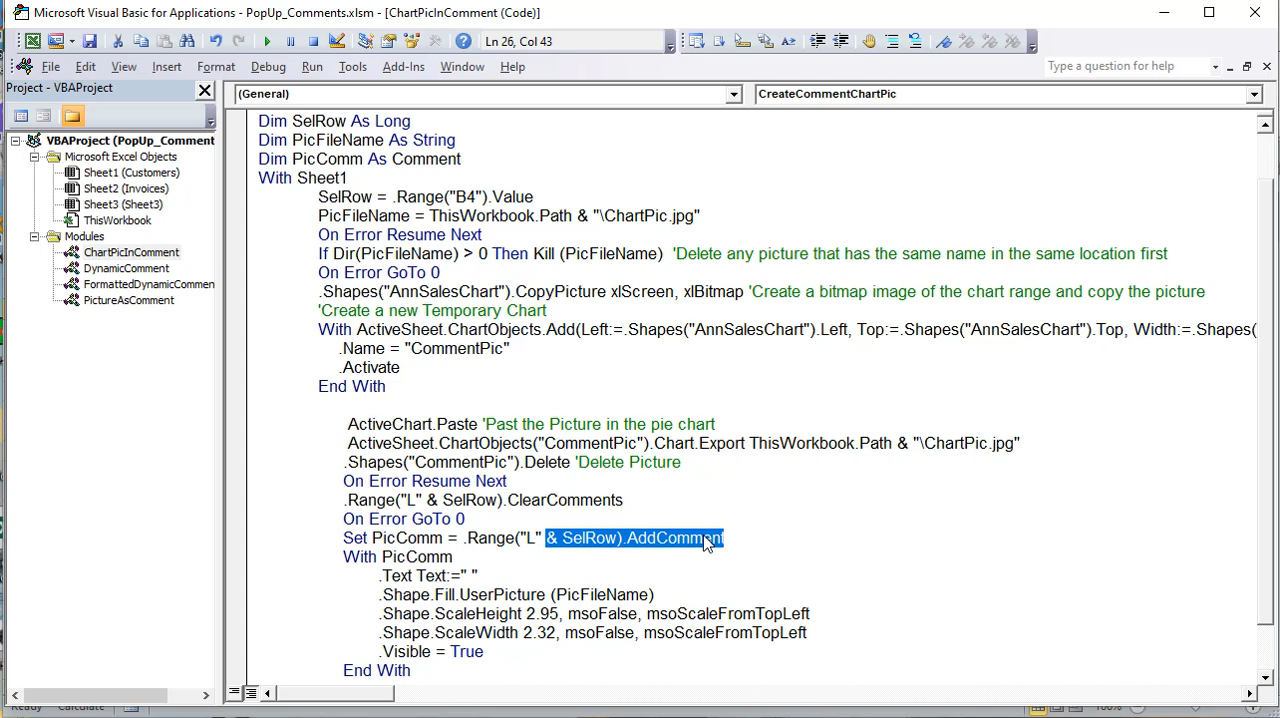 Microsoft Visual Basic for Applications - PopUp_Comments.xlsm - [ChartPicInComment (Code)]
Ln 26, Col 43
File Edit View Insert Format Debug Run Tools Add-Ins Window Help
Type a question for help
Project - VBAProject
(General)
CreateCommentChartPic
VBAProject (PopUp_Comment
Microsoft Excel Objects
Sheet1 (Customers)
Sheet2 (Invoices)
Sheet3 (Sheet3)
ThisWorkbook
Modules
ChartPicInComment
DynamicComment
FormattedDynamicCommen
PictureAsComment
Dim SelRow As Long
Dim PicFileName As String
Dim PicComm As Comment
With Sheet1
SelRow = .Range("B4").Value
PicFileName = ThisWorkbook.Path & "\ChartPic.jpg"
On Error Resume Next
If Dir(PicFileName) > 0 Then Kill (PicFileName) 'Delete any picture that has the same name in the same location first
On Error GoTo 0
.Shapes("AnnSalesChart").CopyPicture xlScreen, xlBitmap 'Create a bitmap image of the chart range and copy the picture
'Create a new Temporary Chart
With ActiveSheet.ChartObjects.Add(Left:=.Shapes("AnnSalesChart").Left, Top:=.Shapes("AnnSalesChart").Top, Width:=.Shapes(
.Name = "CommentPic"
.Activate
End With
ActiveChart.Paste 'Past the Picture in the pie chart
ActiveSheet.ChartObjects("CommentPic").Chart.Export ThisWorkbook.Path & "\ChartPic.jpg"
.Shapes("CommentPic").Delete 'Delete Picture
On Error Resume Next
.Range("L" & SelRow).ClearComments
On Error GoTo 0
Set PicComm = .Range("L" & SelRow).AddComment
With PicComm
.Text Text:=" "
.Shape.Fill.UserPicture (PicFileName)
.Shape.ScaleHeight 2.95, msoFalse, msoScaleFromTopLeft
.Shape.ScaleWidth 2.32, msoFalse, msoScaleFromTopLeft
.Visible = True
End With
Ready Calculate
100%